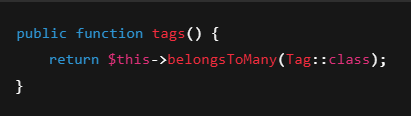 public function tags() {
    return $this->belongsToMany(Tag::class);
}